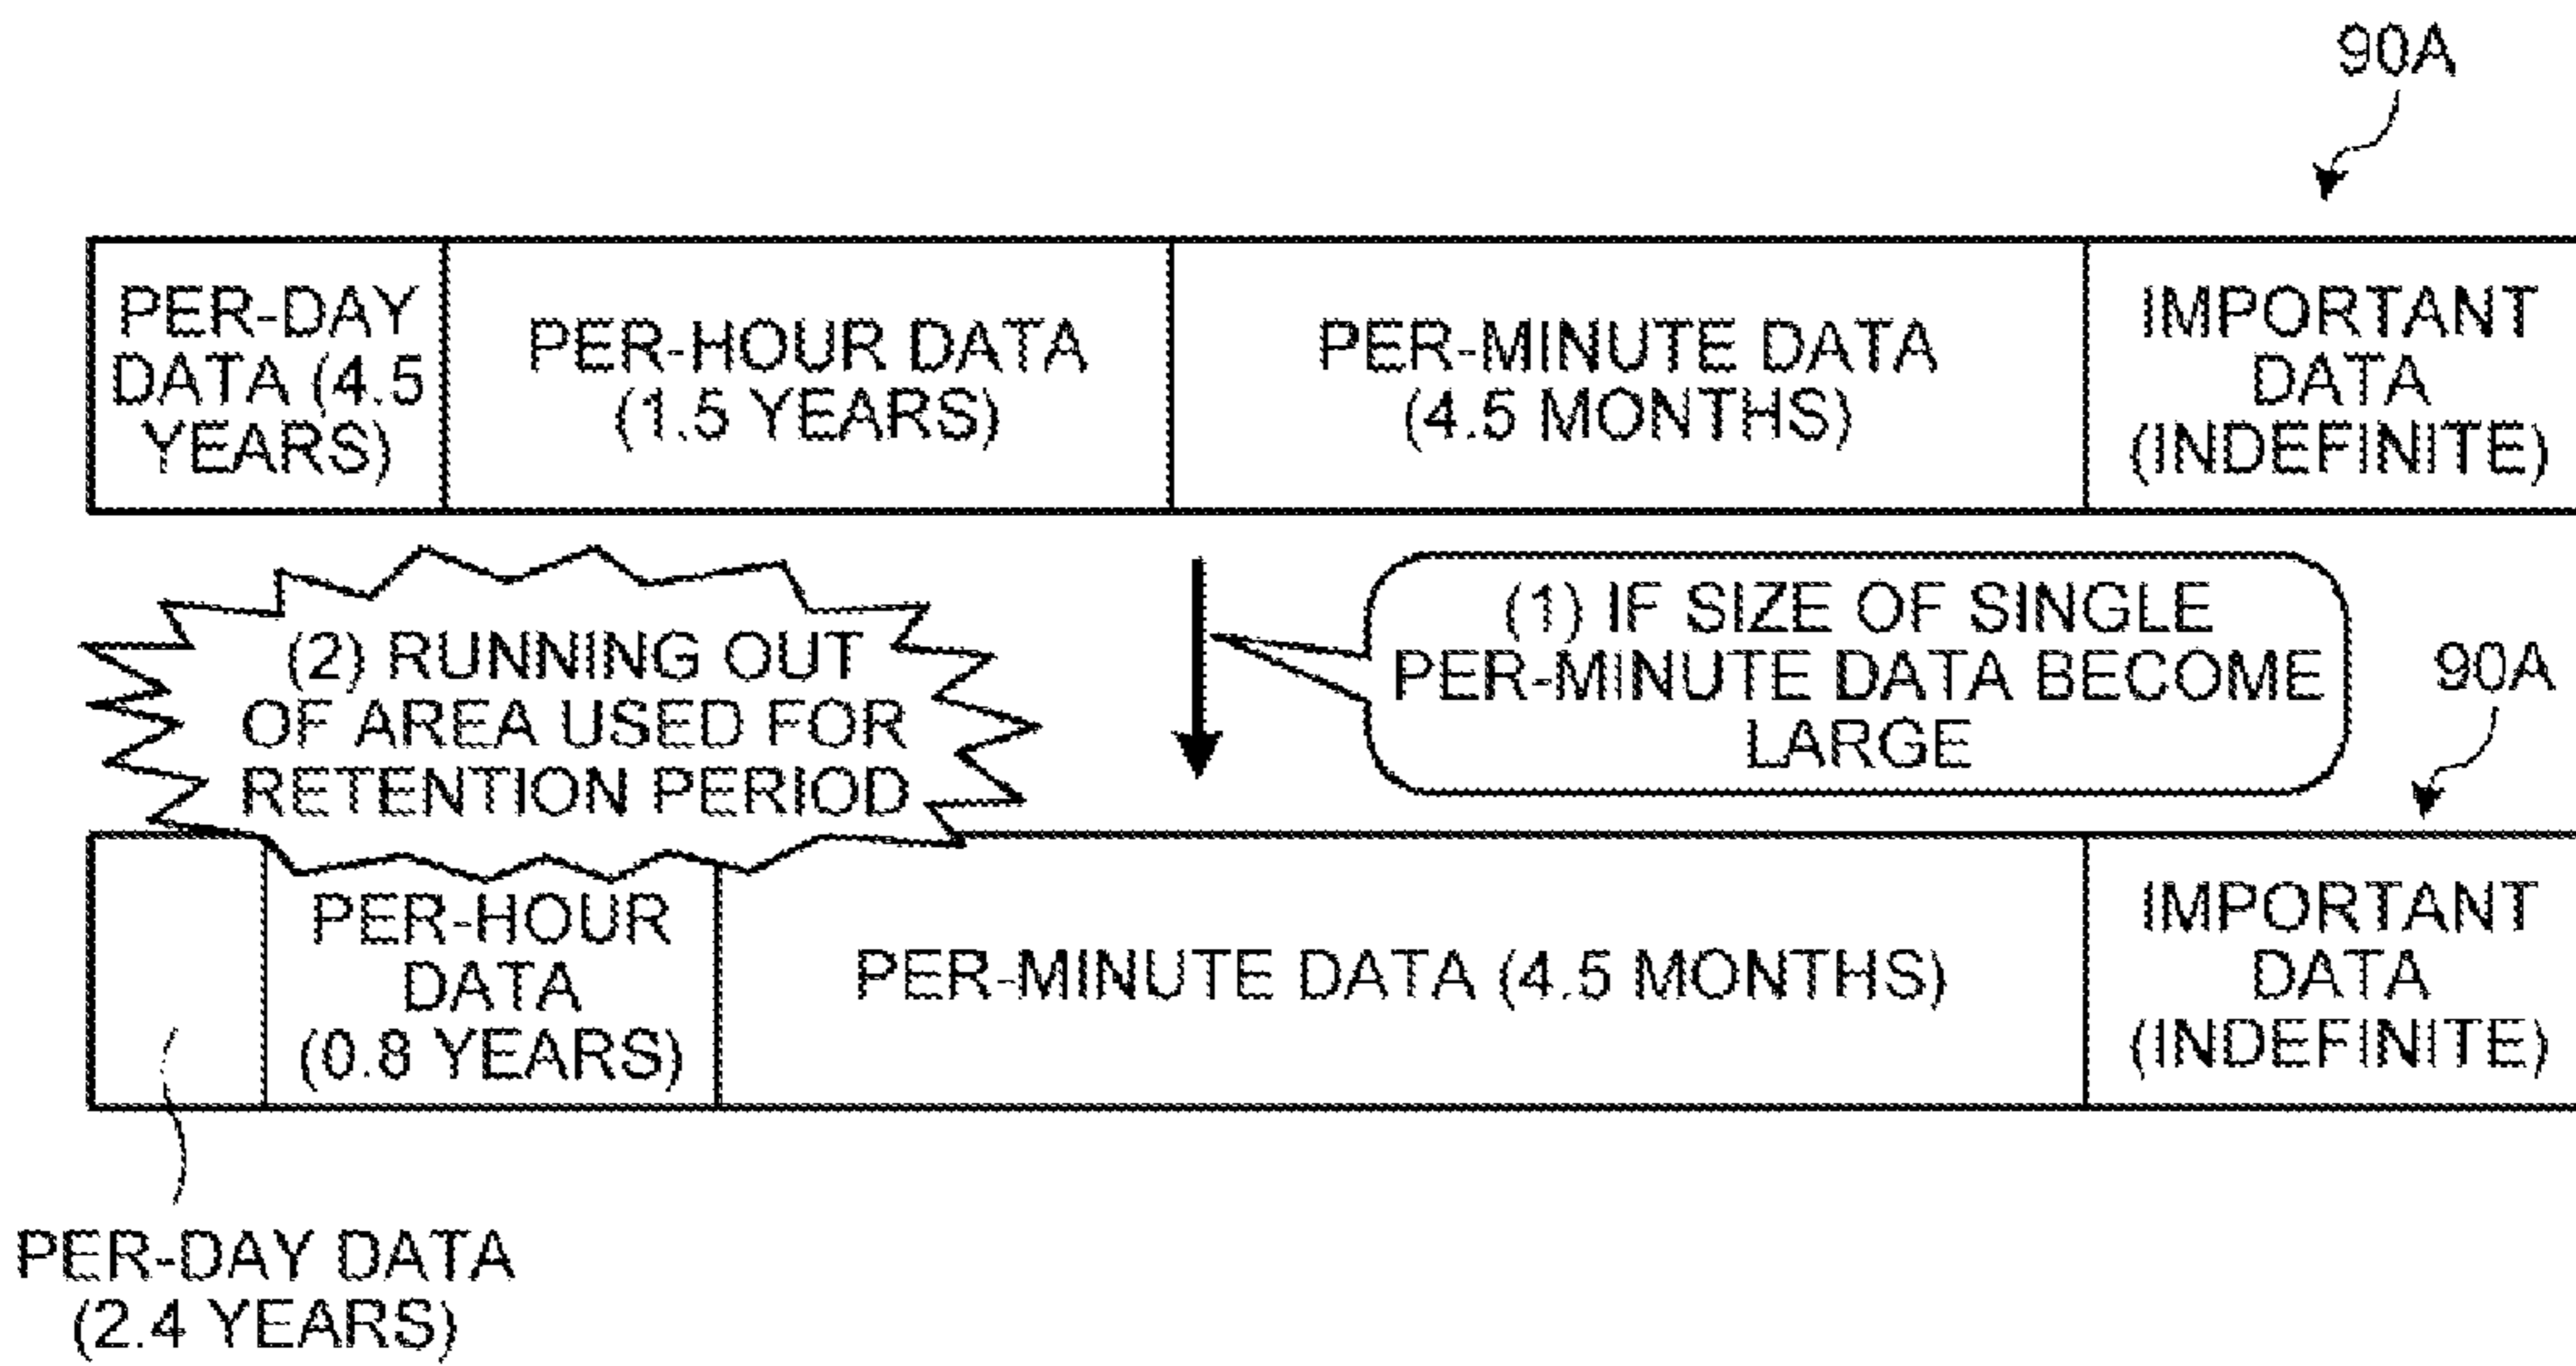 90A
PER-DAY
DATA (4.5
YEARS)
PER-HOUR DATA
(1.5 YEARS)
PER-MINUTE DATA
(4.5 MONTHS)
IMPORTANT
DATA
(INDEFINITE)
(2) RUNNING OUT
OF AREA USED FOR
RETENTION PERIOD
(1) IF SIZE OF SINGLE
PER-MINUTE DATA BECOME
LARGE
90A
PER-HOUR
DATA
(0.8 YEARS)
PER-MINUTE DATA (4.5 MONTHS)
IMPORTANT
DATA
(INDEFINITE)
PER-DAY DATA
(2.4 YEARS)